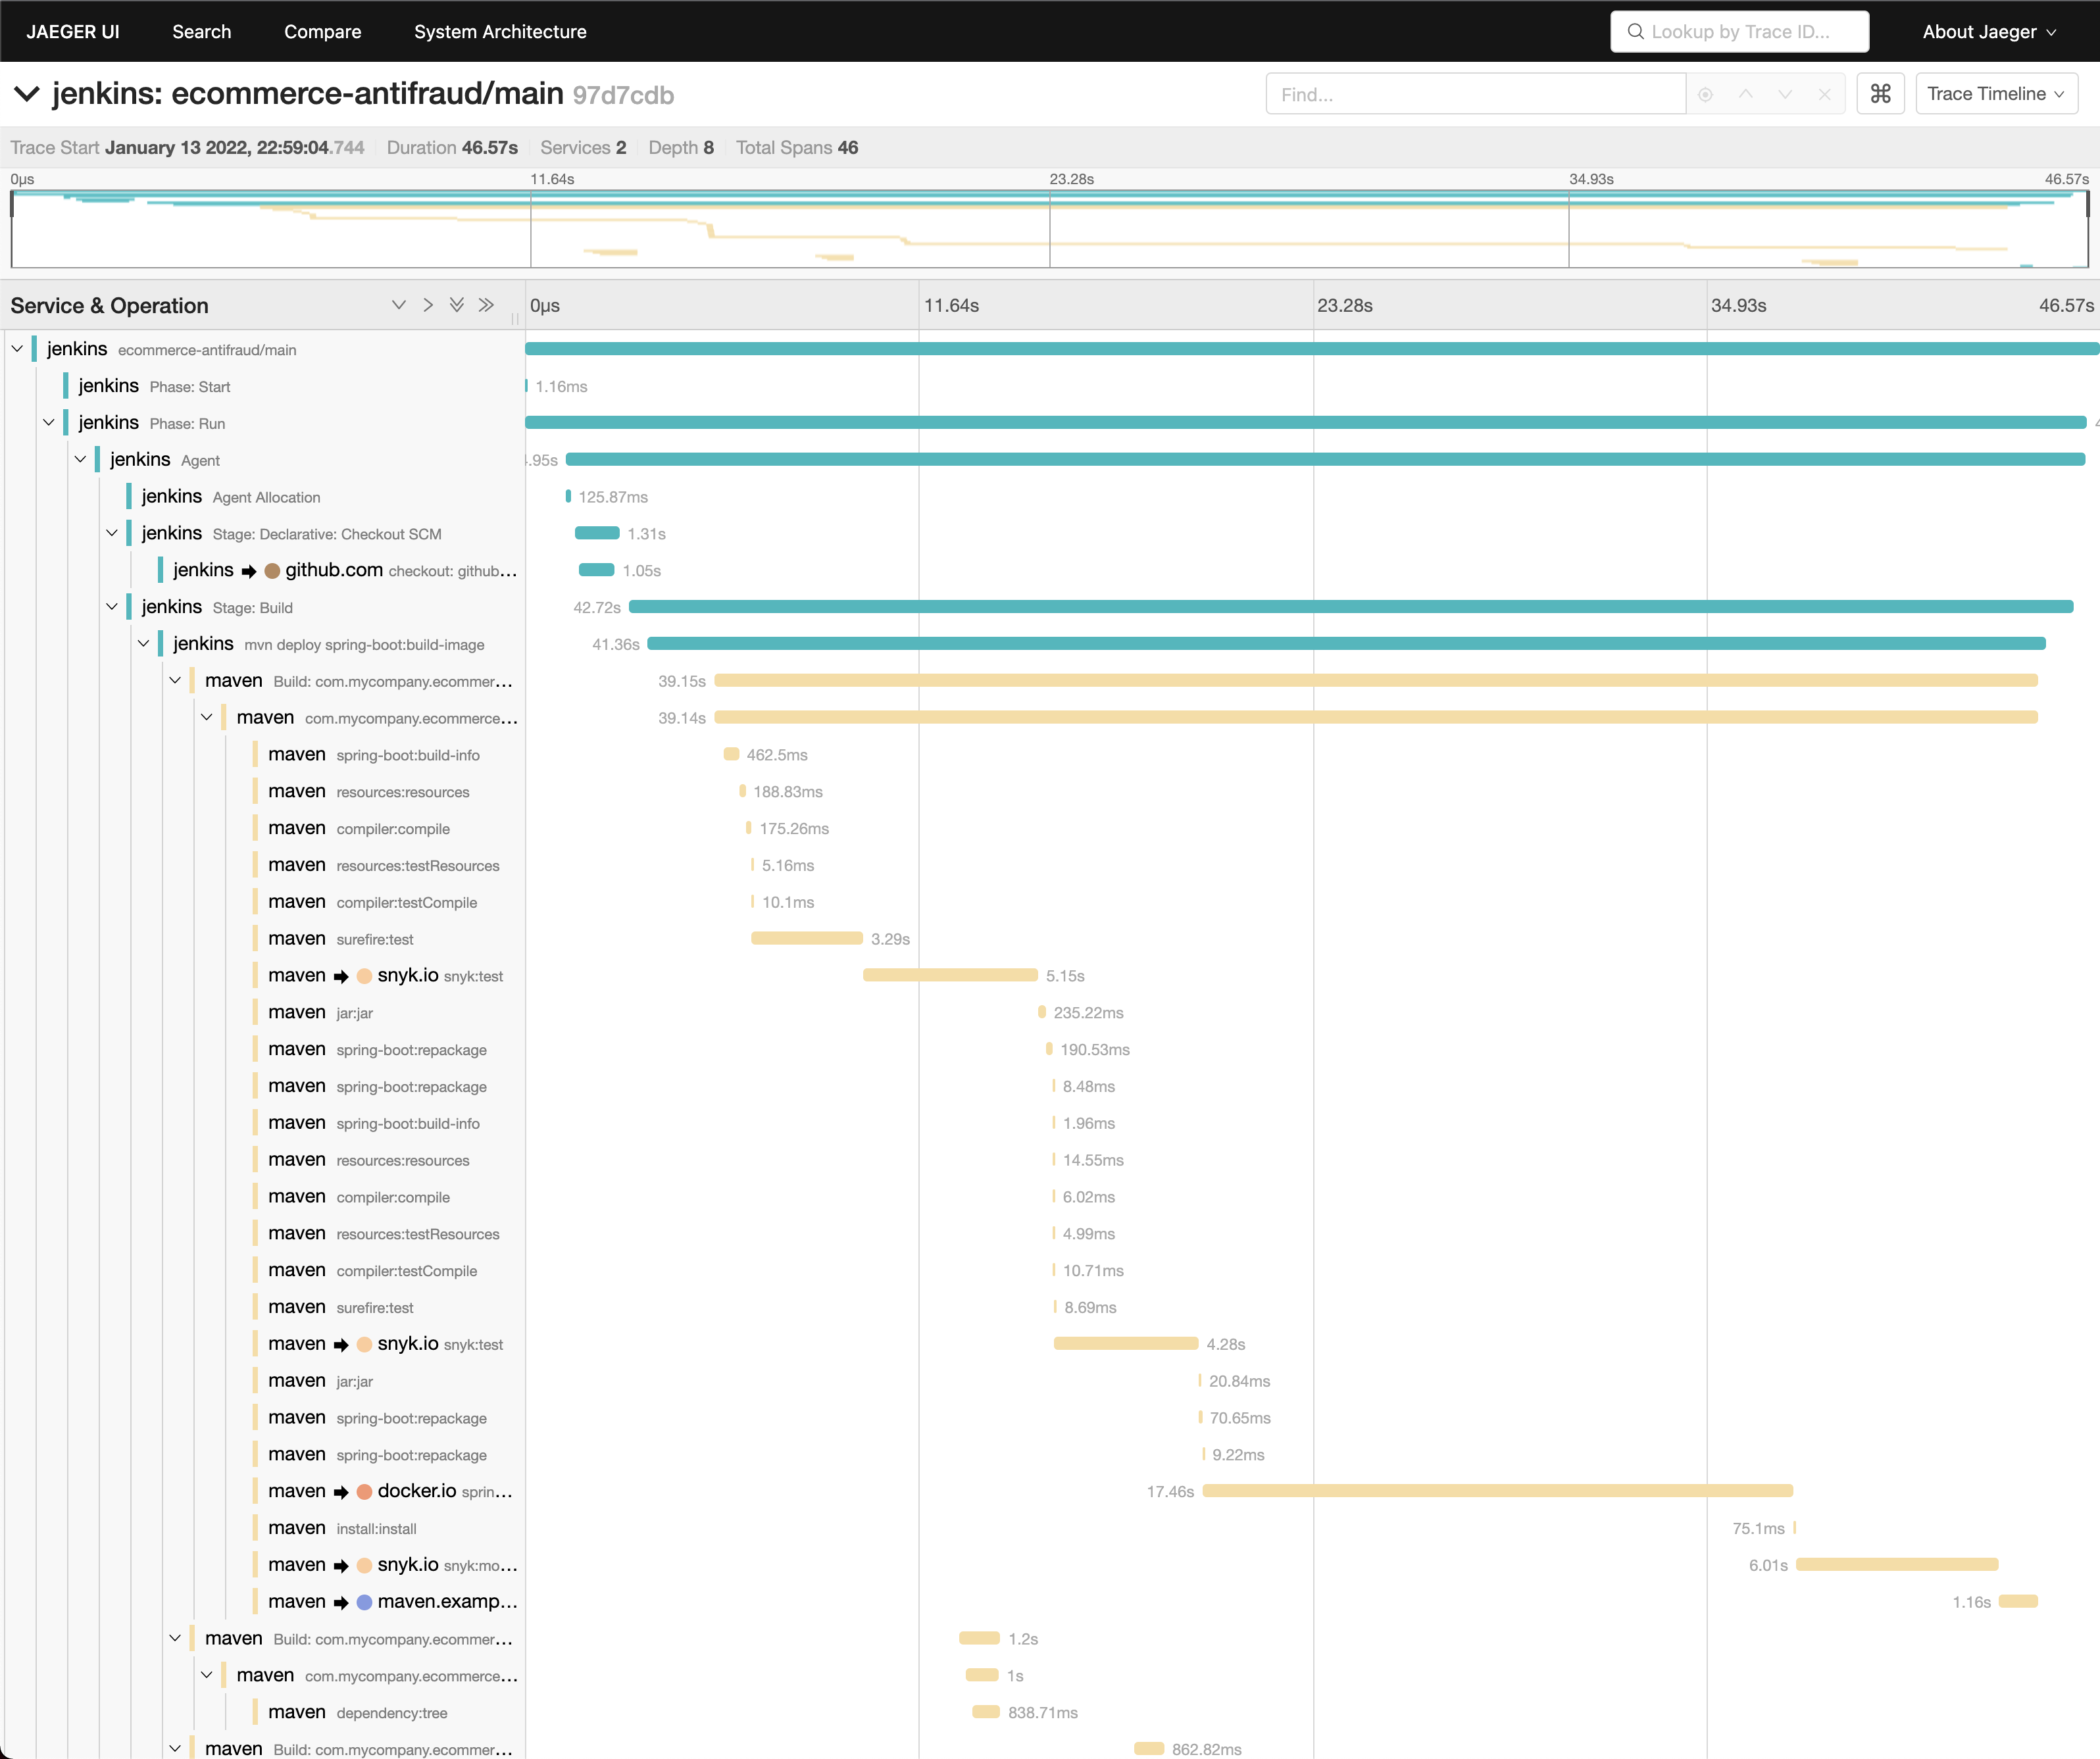 JAEGER UI Search Compare System Architecture Lookup by Trace ID... About Jaeger
jenkins: ecommerce-antifraud/main 97d7cdb Find... ⌘ Trace Timeline
Trace Start January 13 2022, 22:59:04.744 Duration 46.57s Services 2 Depth 8 Total Spans 46
0μs 11.64s 23.28s 34.93s 46.57s
Service & Operation 0μs 11.64s 23.28s 34.93s 46.57s
jenkins ecommerce-antifraud/main
jenkins Phase: Start 1.16ms
jenkins Phase: Run
jenkins Agent .95s
jenkins Agent Allocation 125.87ms
jenkins Stage: Declarative: Checkout SCM 1.31s
jenkins ➡ github.com checkout: github... 1.05s
jenkins Stage: Build 42.72s
jenkins mvn deploy spring-boot:build-image 41.36s
maven Build: com.mycompany.ecommer... 39.15s
maven com.mycompany.ecommerce... 39.14s
maven spring-boot:build-info 462.5ms
maven resources:resources 188.83ms
maven compiler:compile 175.26ms
maven resources:testResources 5.16ms
maven compiler:testCompile 10.1ms
maven surefire:test 3.29s
maven ➡ snyk.io snyk:test 5.15s
maven jar:jar 235.22ms
maven spring-boot:repackage 190.53ms
maven spring-boot:repackage 8.48ms
maven spring-boot:build-info 1.96ms
maven resources:resources 14.55ms
maven compiler:compile 6.02ms
maven resources:testResources 4.99ms
maven compiler:testCompile 10.71ms
maven surefire:test 8.69ms
maven ➡ snyk.io snyk:test 4.28s
maven jar:jar 20.84ms
maven spring-boot:repackage 70.65ms
maven spring-boot:repackage 9.22ms
maven ➡ docker.io sprin... 17.46s
maven install:install 75.1ms
maven ➡ snyk.io snyk:mo... 6.01s
maven ➡ maven.examp... 1.16s
maven Build: com.mycompany.ecommer... 1.2s
maven com.mycompany.ecommerce... 1s
maven dependency:tree 838.71ms
maven Build: com.mycompany.ecommer... 862.82ms